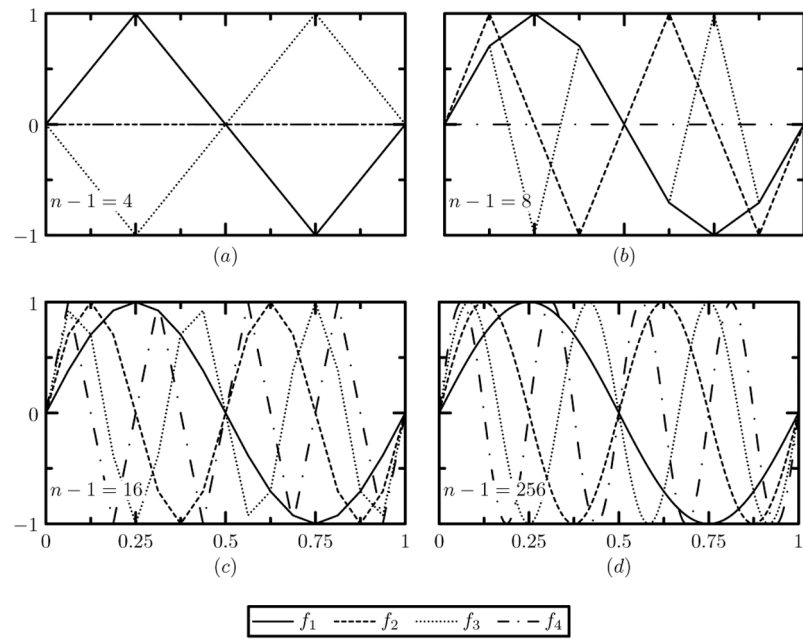 1
0
−1
n − 1 = 4
(a)
n − 1 = 8
(b)
1
0
−1
n − 1 = 16
0 0.25 0.5 0.75 1
(c)
n − 1 = 256
0 0.25 0.5 0.75 1
(d)
f1 f2 f3 f4